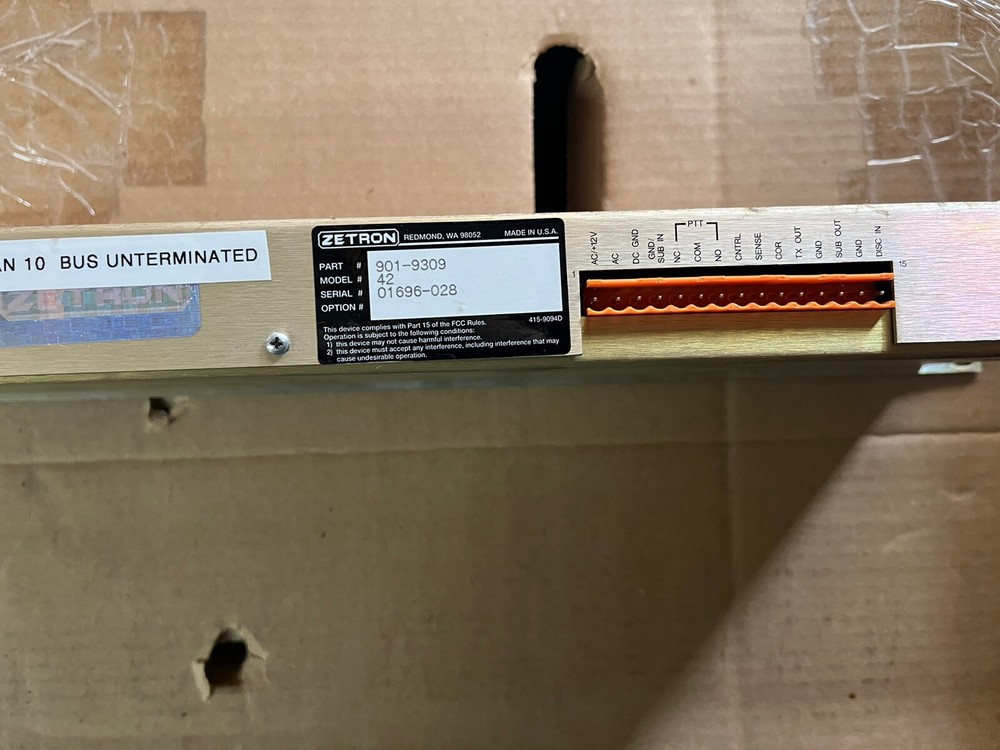 AN 10 BUS UNTERMINATED
ZETRON
ZETRON REDMOND, WA 98052 MADE IN U.S.A.
PART # 901-9309
MODEL # 42
SERIAL # 01696-028
OPTION #
415-9094D
This device complies with Part 15 of the FCC Rules.
Operation is subject to the following conditions:
1) this device may not cause harmful interference.
2) this device must accept any interference, including interference that may
cause undesirable operation.
PTT
AC/+12V
AC
DC GND
GND/
SUB IN
NC
COM
NO
CNTRL
SENSE
COR
TX OUT
GND
SUB OUT
GND
DISC IN
1
15